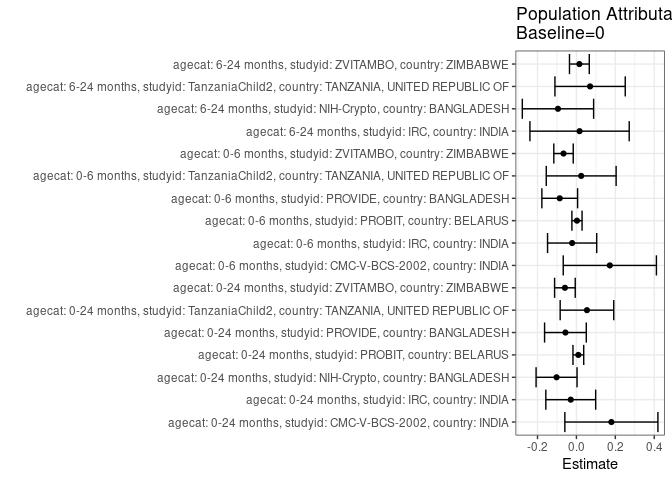 Population Attributa
Baseline=0
agecat: 6-24 months, studyid: ZVITAMBO, country: ZIMBABWE
agecat: 6-24 months, studyid: TanzaniaChild2, country: TANZANIA, UNITED REPUBLIC OF
agecat: 6-24 months, studyid: NIH-Crypto, country: BANGLADESH
agecat: 6-24 months, studyid: IRC, country: INDIA
agecat: 0-6 months, studyid: ZVITAMBO, country: ZIMBABWE
agecat: 0-6 months, studyid: TanzaniaChild2, country: TANZANIA, UNITED REPUBLIC OF
agecat: 0-6 months, studyid: PROVIDE, country: BANGLADESH
agecat: 0-6 months, studyid: PROBIT, country: BELARUS
agecat: 0-6 months, studyid: IRC, country: INDIA
agecat: 0-6 months, studyid: CMC-V-BCS-2002, country: INDIA
agecat: 0-24 months, studyid: ZVITAMBO, country: ZIMBABWE
agecat: 0-24 months, studyid: TanzaniaChild2, country: TANZANIA, UNITED REPUBLIC OF
agecat: 0-24 months, studyid: PROVIDE, country: BANGLADESH
agecat: 0-24 months, studyid: PROBIT, country: BELARUS
agecat: 0-24 months, studyid: NIH-Crypto, country: BANGLADESH
agecat: 0-24 months, studyid: IRC, country: INDIA
agecat: 0-24 months, studyid: CMC-V-BCS-2002, country: INDIA
-0.2 0.0 0.2 0.4
Estimate